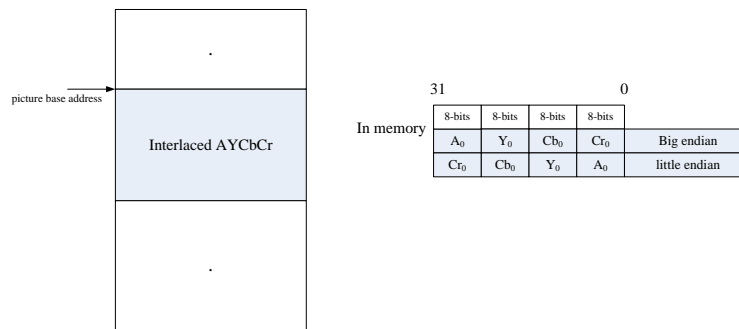 .
picture base address
Interlaced AYCbCr
.
31 0
In memory
8-bits 8-bits 8-bits 8-bits
A₀ Y₀ Cb₀ Cr₀ Big endian
Cr₀ Cb₀ Y₀ A₀ little endian